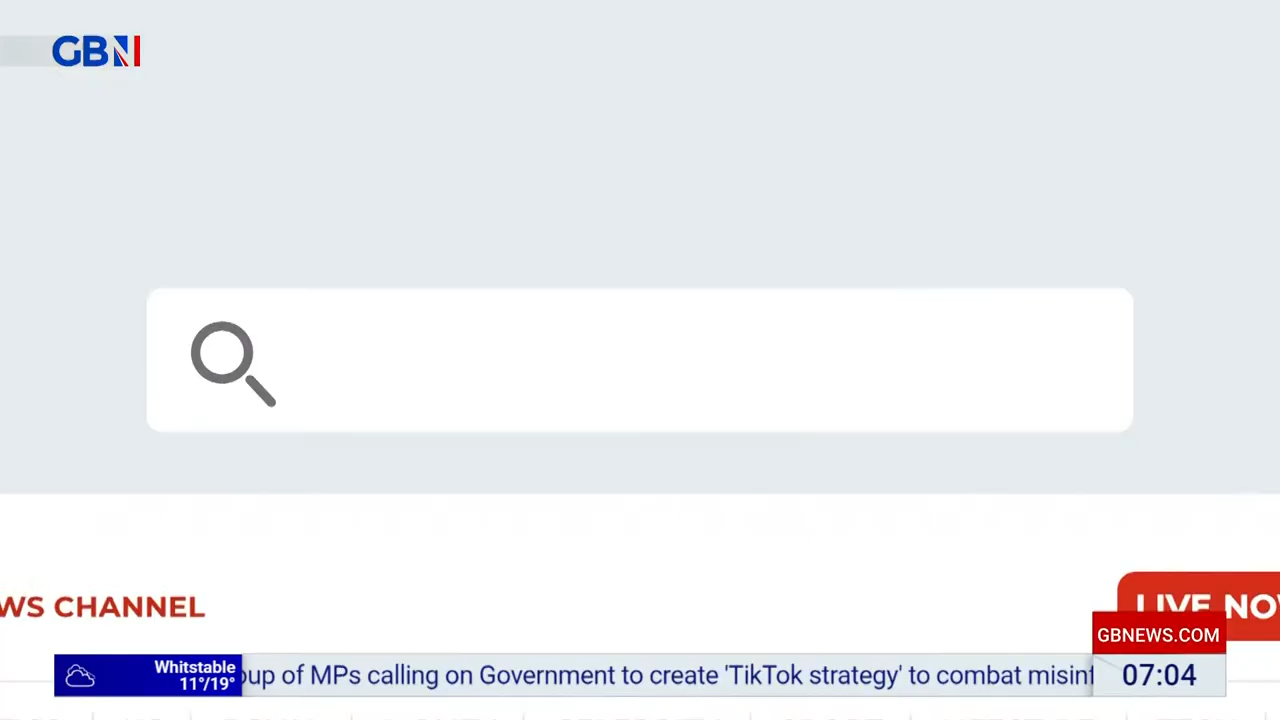 GBN
WS CHANNEL
LIVE NO
GBNEWS.COM
Whitstable
11°/19°
oup of MPs calling on Government to create 'TikTok strategy' to combat misinf
07:04